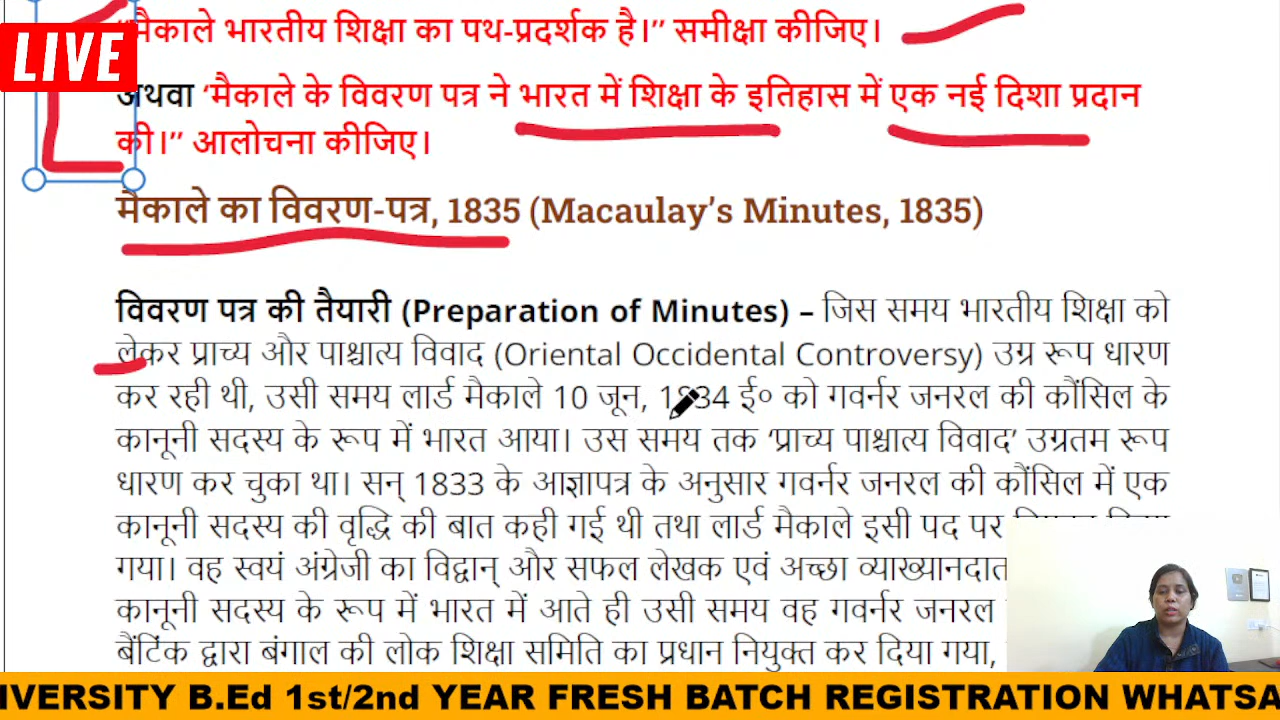 “मैकाले भारतीय शिक्षा का पथ-प्रदर्शक है।” समीक्षा कीजिए।
LIVE
अथवा ‘मैकाले के विवरण पत्र ने भारत में शिक्षा के इतिहास में एक नई दिशा प्रदान
की।” आलोचना कीजिए।
मैकाले का विवरण-पत्र, 1835 (Macaulay’s Minutes, 1835)
विवरण पत्र की तैयारी (Preparation of Minutes) – जिस समय भारतीय शिक्षा को
लेकर प्राच्य और पाश्चात्य विवाद (Oriental Occidental Controversy) उग्र रूप धारण
कर रही थी, उसी समय लार्ड मैकाले 10 जून, 1834 ई० को गवर्नर जनरल की कौंसिल के
कानूनी सदस्य के रूप में भारत आया। उस समय तक ‘प्राच्य पाश्चात्य विवाद’ उग्रतम रूप
धारण कर चुका था। सन् 1833 के आज्ञापत्र के अनुसार गवर्नर जनरल की कौंसिल में एक
कानूनी सदस्य की वृद्धि की बात कही गई थी तथा लार्ड मैकाले इसी पद पर
गया। वह स्वयं अंग्रेजी का विद्वान् और सफल लेखक एवं अच्छा
कानूनी सदस्य के रूप में भारत में आते ही उसी समय वह गवर्नर जनरल
बैंटिंक द्वारा बंगाल की लोक शिक्षा समिति का प्रधान नियुक्त कर दिया गया,
NIVERSITY B.Ed 1st/2nd YEAR FRESH BATCH REGISTRATION WHATSA